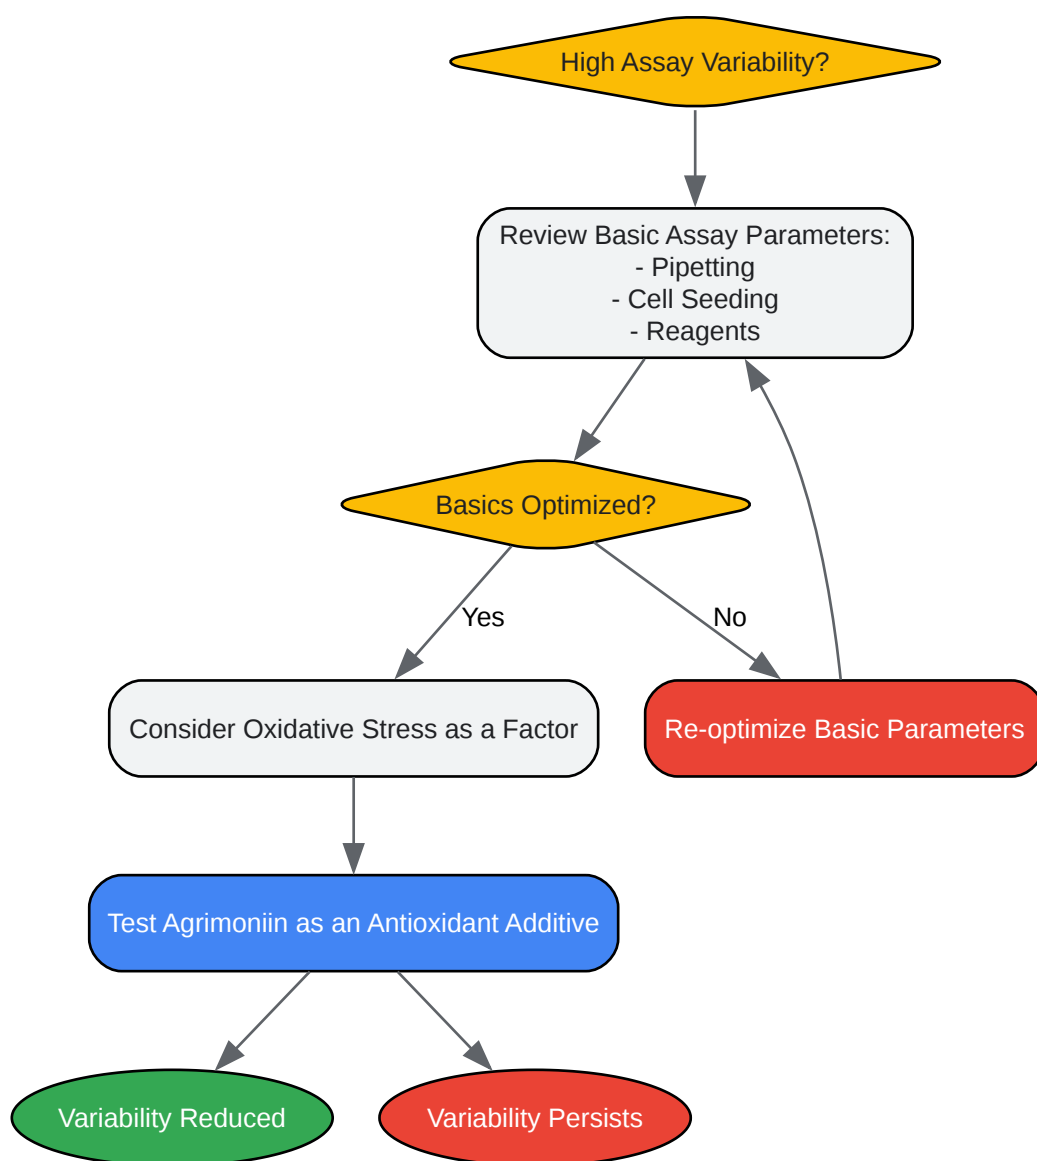 High Assay Variability?
Review Basic Assay Parameters:
- Pipetting
- Cell Seeding
- Reagents
Basics Optimized?
Yes
No
Consider Oxidative Stress as a Factor
Re-optimize Basic Parameters
Test Agrimoniin as an Antioxidant Additive
Variability Reduced
Variability Persists